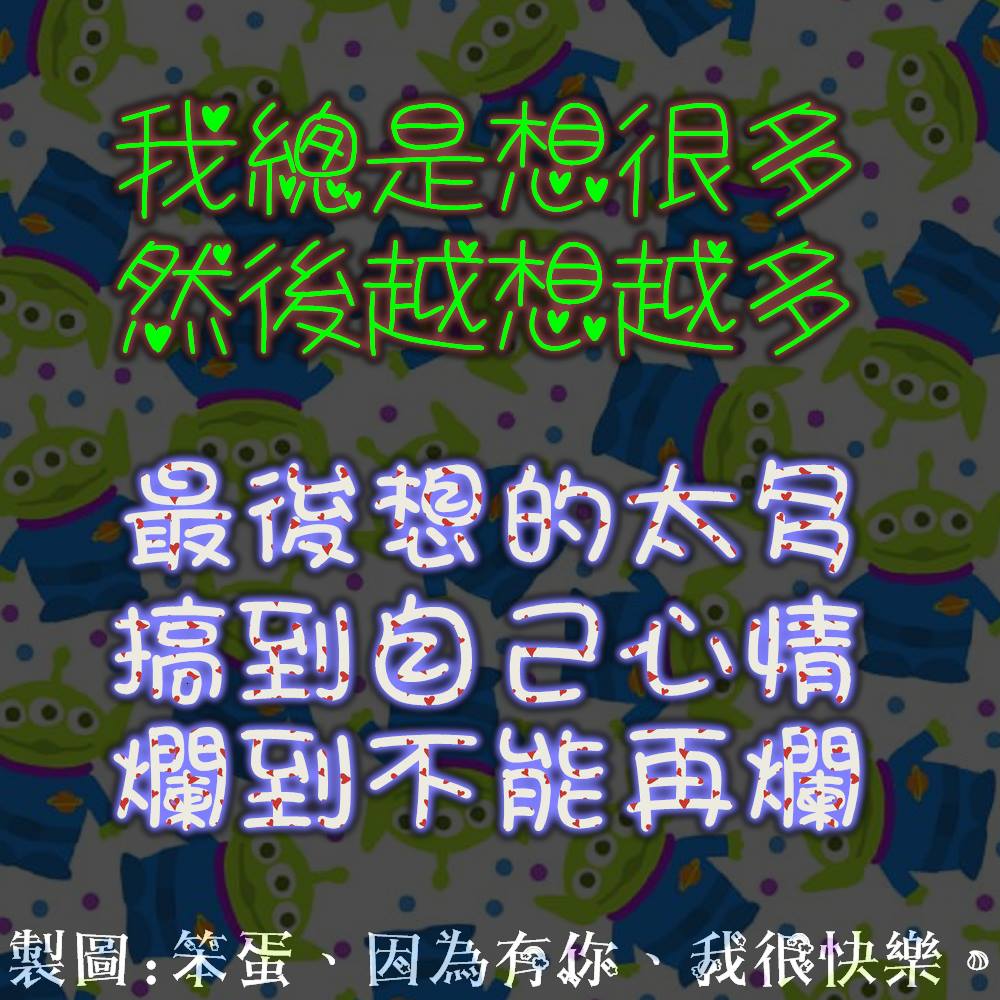 我總是想很多
然後越想越多
最後想的太多
搞到自己心情
爛到不能再爛
製圖:笨蛋、因為有你、我很快樂。